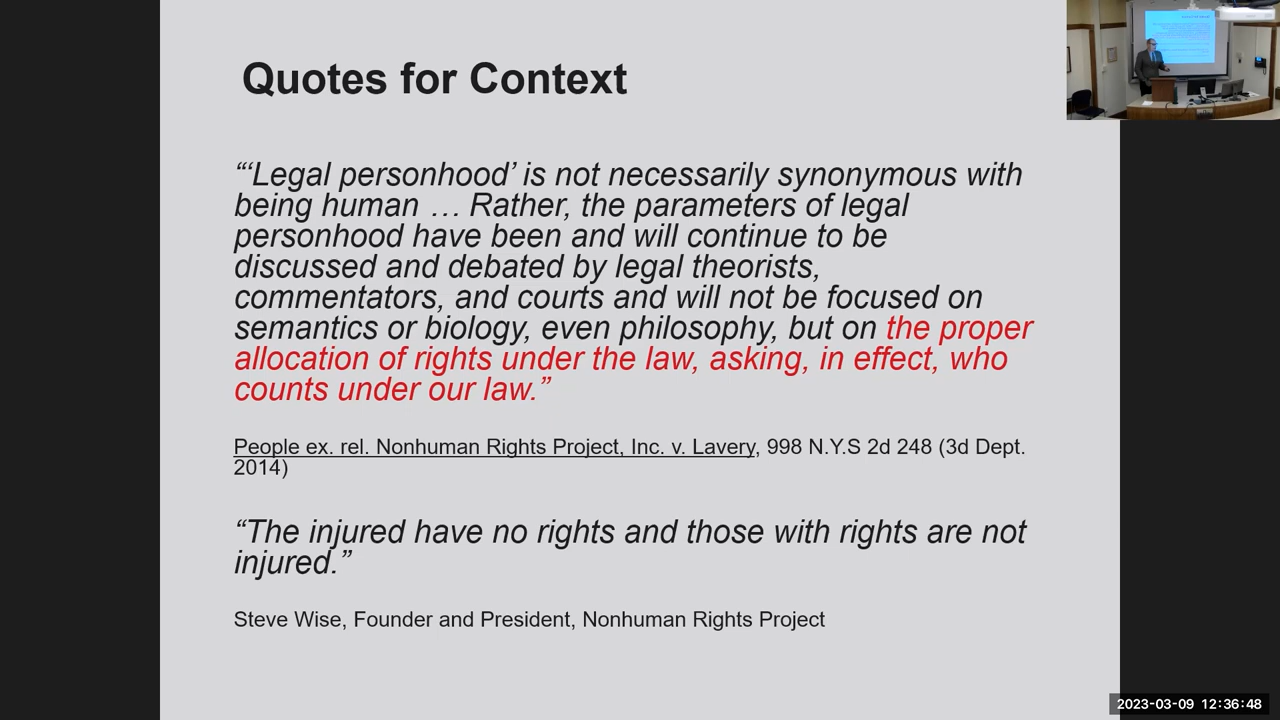 Quotes for Context
“‘Legal personhood’ is not necessarily synonymous with
being human … Rather, the parameters of legal
personhood have been and will continue to be
discussed and debated by legal theorists,
commentators, and courts and will not be focused on
semantics or biology, even philosophy, but on the proper
allocation of rights under the law, asking, in effect, who
counts under our law.”
People ex. rel. Nonhuman Rights Project, Inc. v. Lavery, 998 N.Y.S 2d 248 (3d Dept.
2014)
“The injured have no rights and those with rights are not
injured.”
Steve Wise, Founder and President, Nonhuman Rights Project
2023-03-09 12:36:48